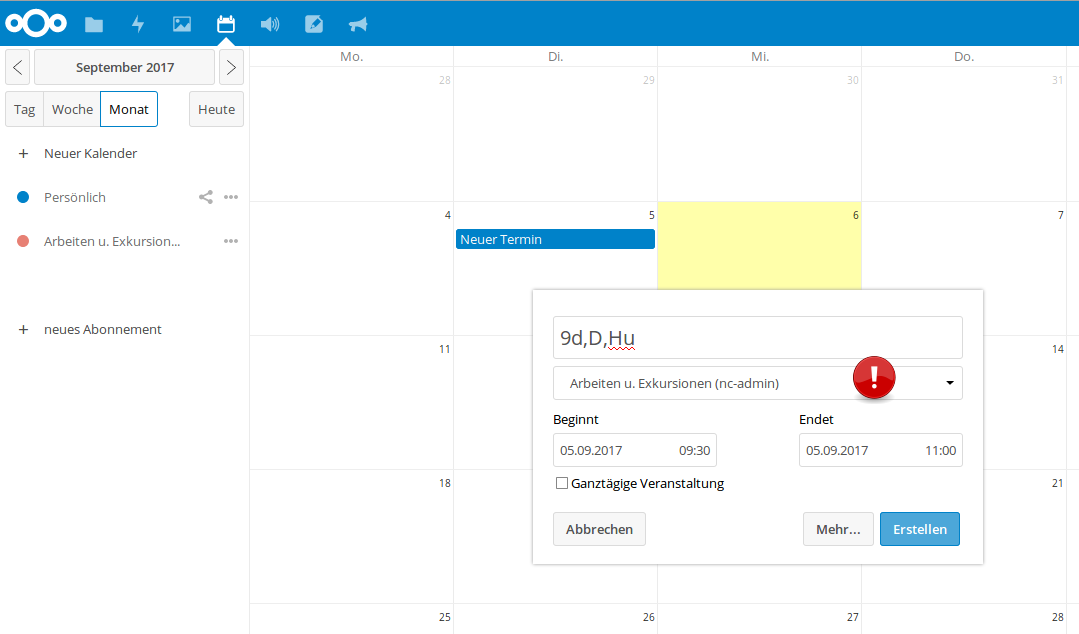 September 2017
Tag Woche Monat Heute
+ Neuer Kalender
Persönlich
Arbeiten u. Exkursion...
+ neues Abonnement
Mo. Di. Mi. Do.
28 29 30 31
4 5 6 7
Neuer Termin
11 14
18 21
25 26 27 28
9d,D,Hu
Arbeiten u. Exkursionen (nc-admin)
!
Beginnt Endet
05.09.2017 09:30 05.09.2017 11:00
Ganztägige Veranstaltung
Abbrechen Mehr... Erstellen